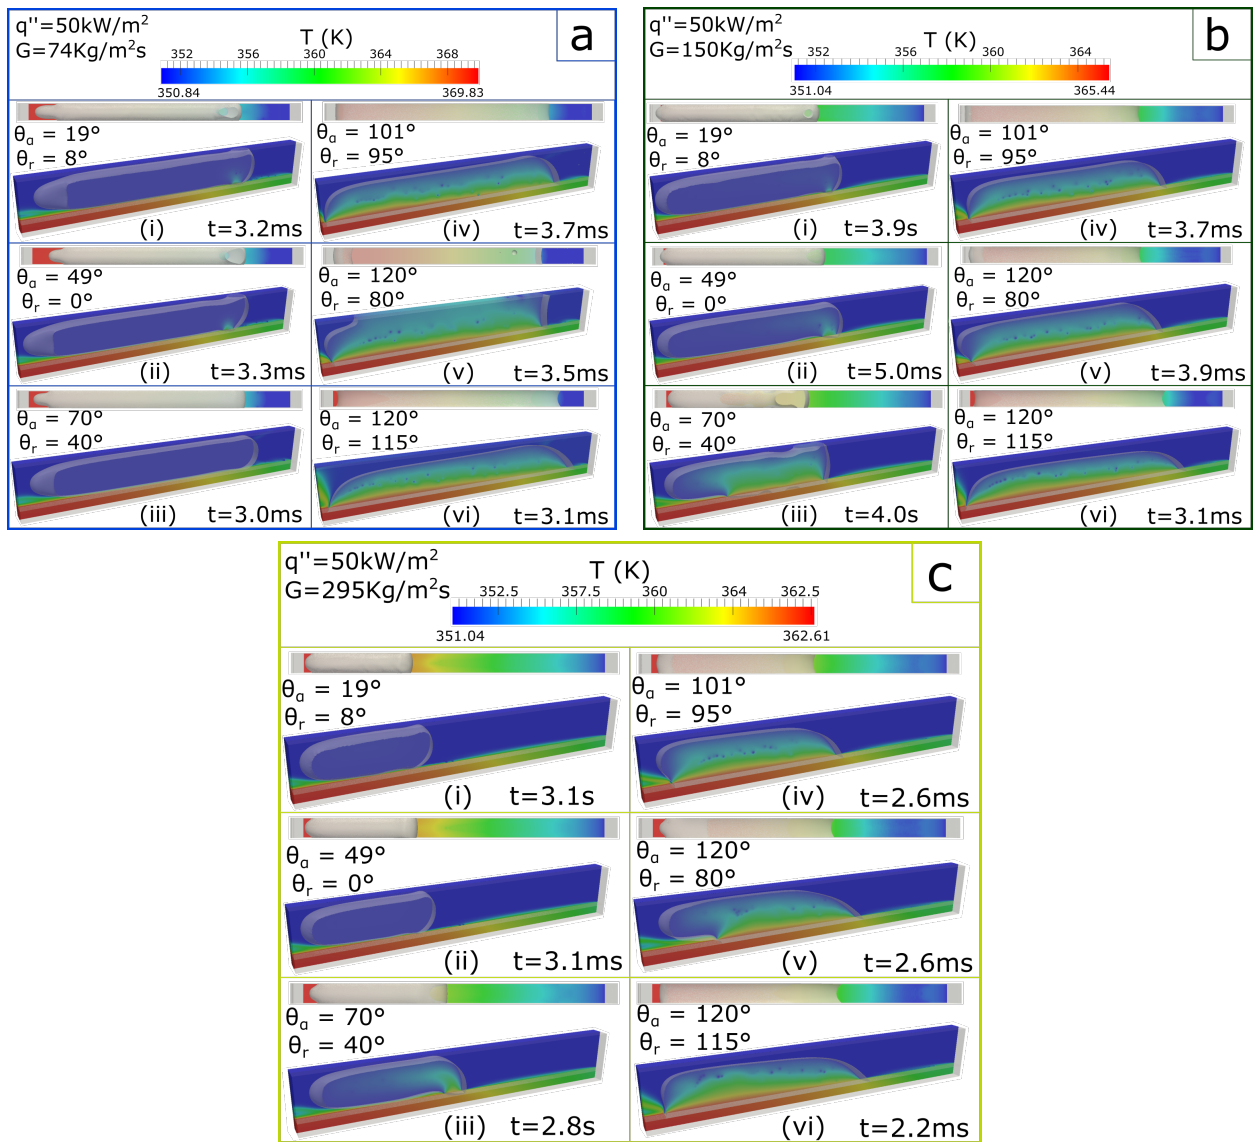 q''=50kW/m²
G=74Kg/m²s
T (K)
a
352 356 360 364 368
350.84 369.83
θa = 19°
θr = 8°
(i) t=3.2ms
θa = 101°
θr = 95°
(iv) t=3.7ms
θa = 49°
θr = 0°
(ii) t=3.3ms
θa = 120°
θr = 80°
(v) t=3.5ms
θa = 70°
θr = 40°
(iii) t=3.0ms
θa = 120°
θr = 115°
(vi) t=3.1ms
q''=50kW/m²
G=150Kg/m²s
T (K)
b
352 356 360 364
351.04 365.44
θa = 19°
θr = 8°
(i) t=3.9s
θa = 101°
θr = 95°
(iv) t=3.7ms
θa = 49°
θr = 0°
(ii) t=5.0ms
θa = 120°
θr = 80°
(v) t=3.9ms
θa = 70°
θr = 40°
(iii) t=4.0s
θa = 120°
θr = 115°
(vi) t=3.1ms
q''=50kW/m²
G=295Kg/m²s
T (K)
c
352.5 357.5 360 364 362.5
351.04 362.61
θa = 19°
θr = 8°
(i) t=3.1s
θa = 101°
θr = 95°
(iv) t=2.6ms
θa = 49°
θr = 0°
(ii) t=3.1ms
θa = 120°
θr = 80°
(v) t=2.6ms
θa = 70°
θr = 40°
(iii) t=2.8s
θa = 120°
θr = 115°
(vi) t=2.2ms